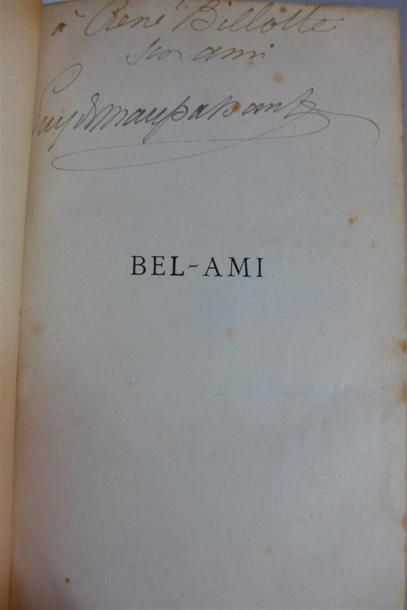 à René Billotte
son ami
Guy de Maupassant
BEL-AMI